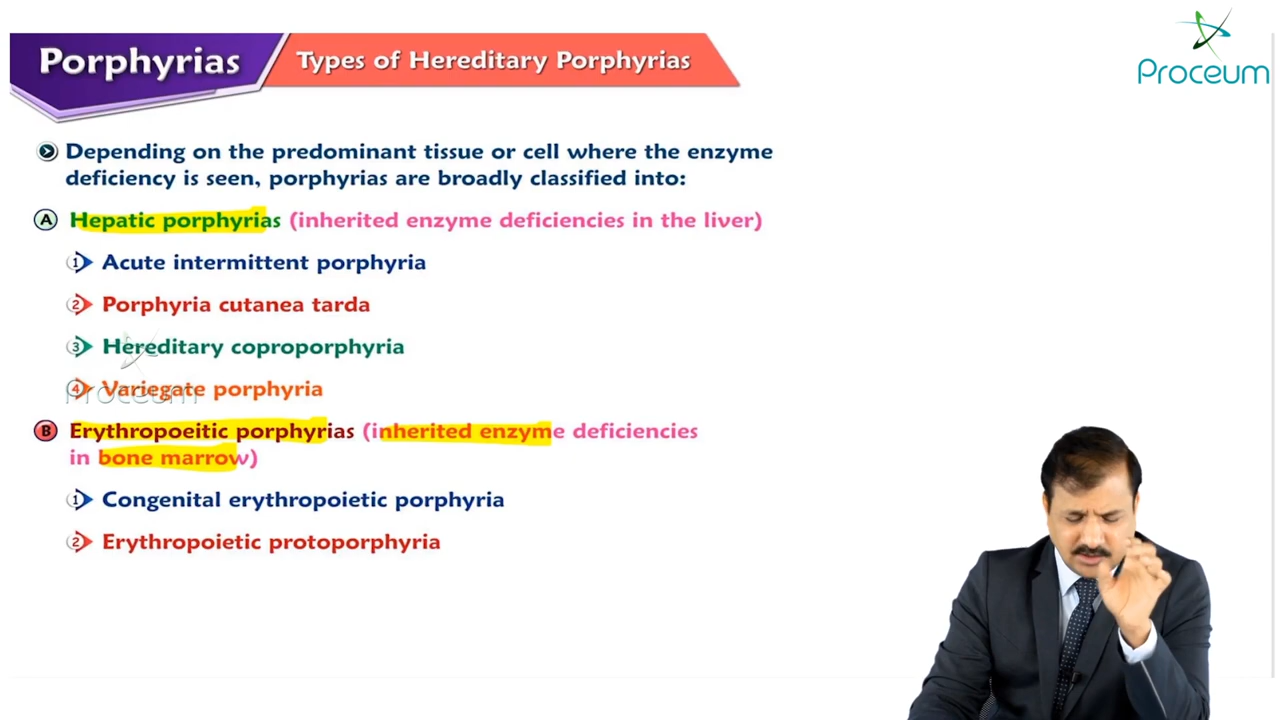 Porphyrias
Types of Hereditary Porphyrias
Proceum
Depending on the predominant tissue or cell where the enzyme
deficiency is seen, porphyrias are broadly classified into:
A Hepatic porphyrias (inherited enzyme deficiencies in the liver)
1 Acute intermittent porphyria
2 Porphyria cutanea tarda
3 Hereditary coproporphyria
4 Variegate porphyria
Proceum
B Erythropoeitic porphyrias (inherited enzyme deficiencies
in bone marrow)
1 Congenital erythropoietic porphyria
2 Erythropoietic protoporphyria